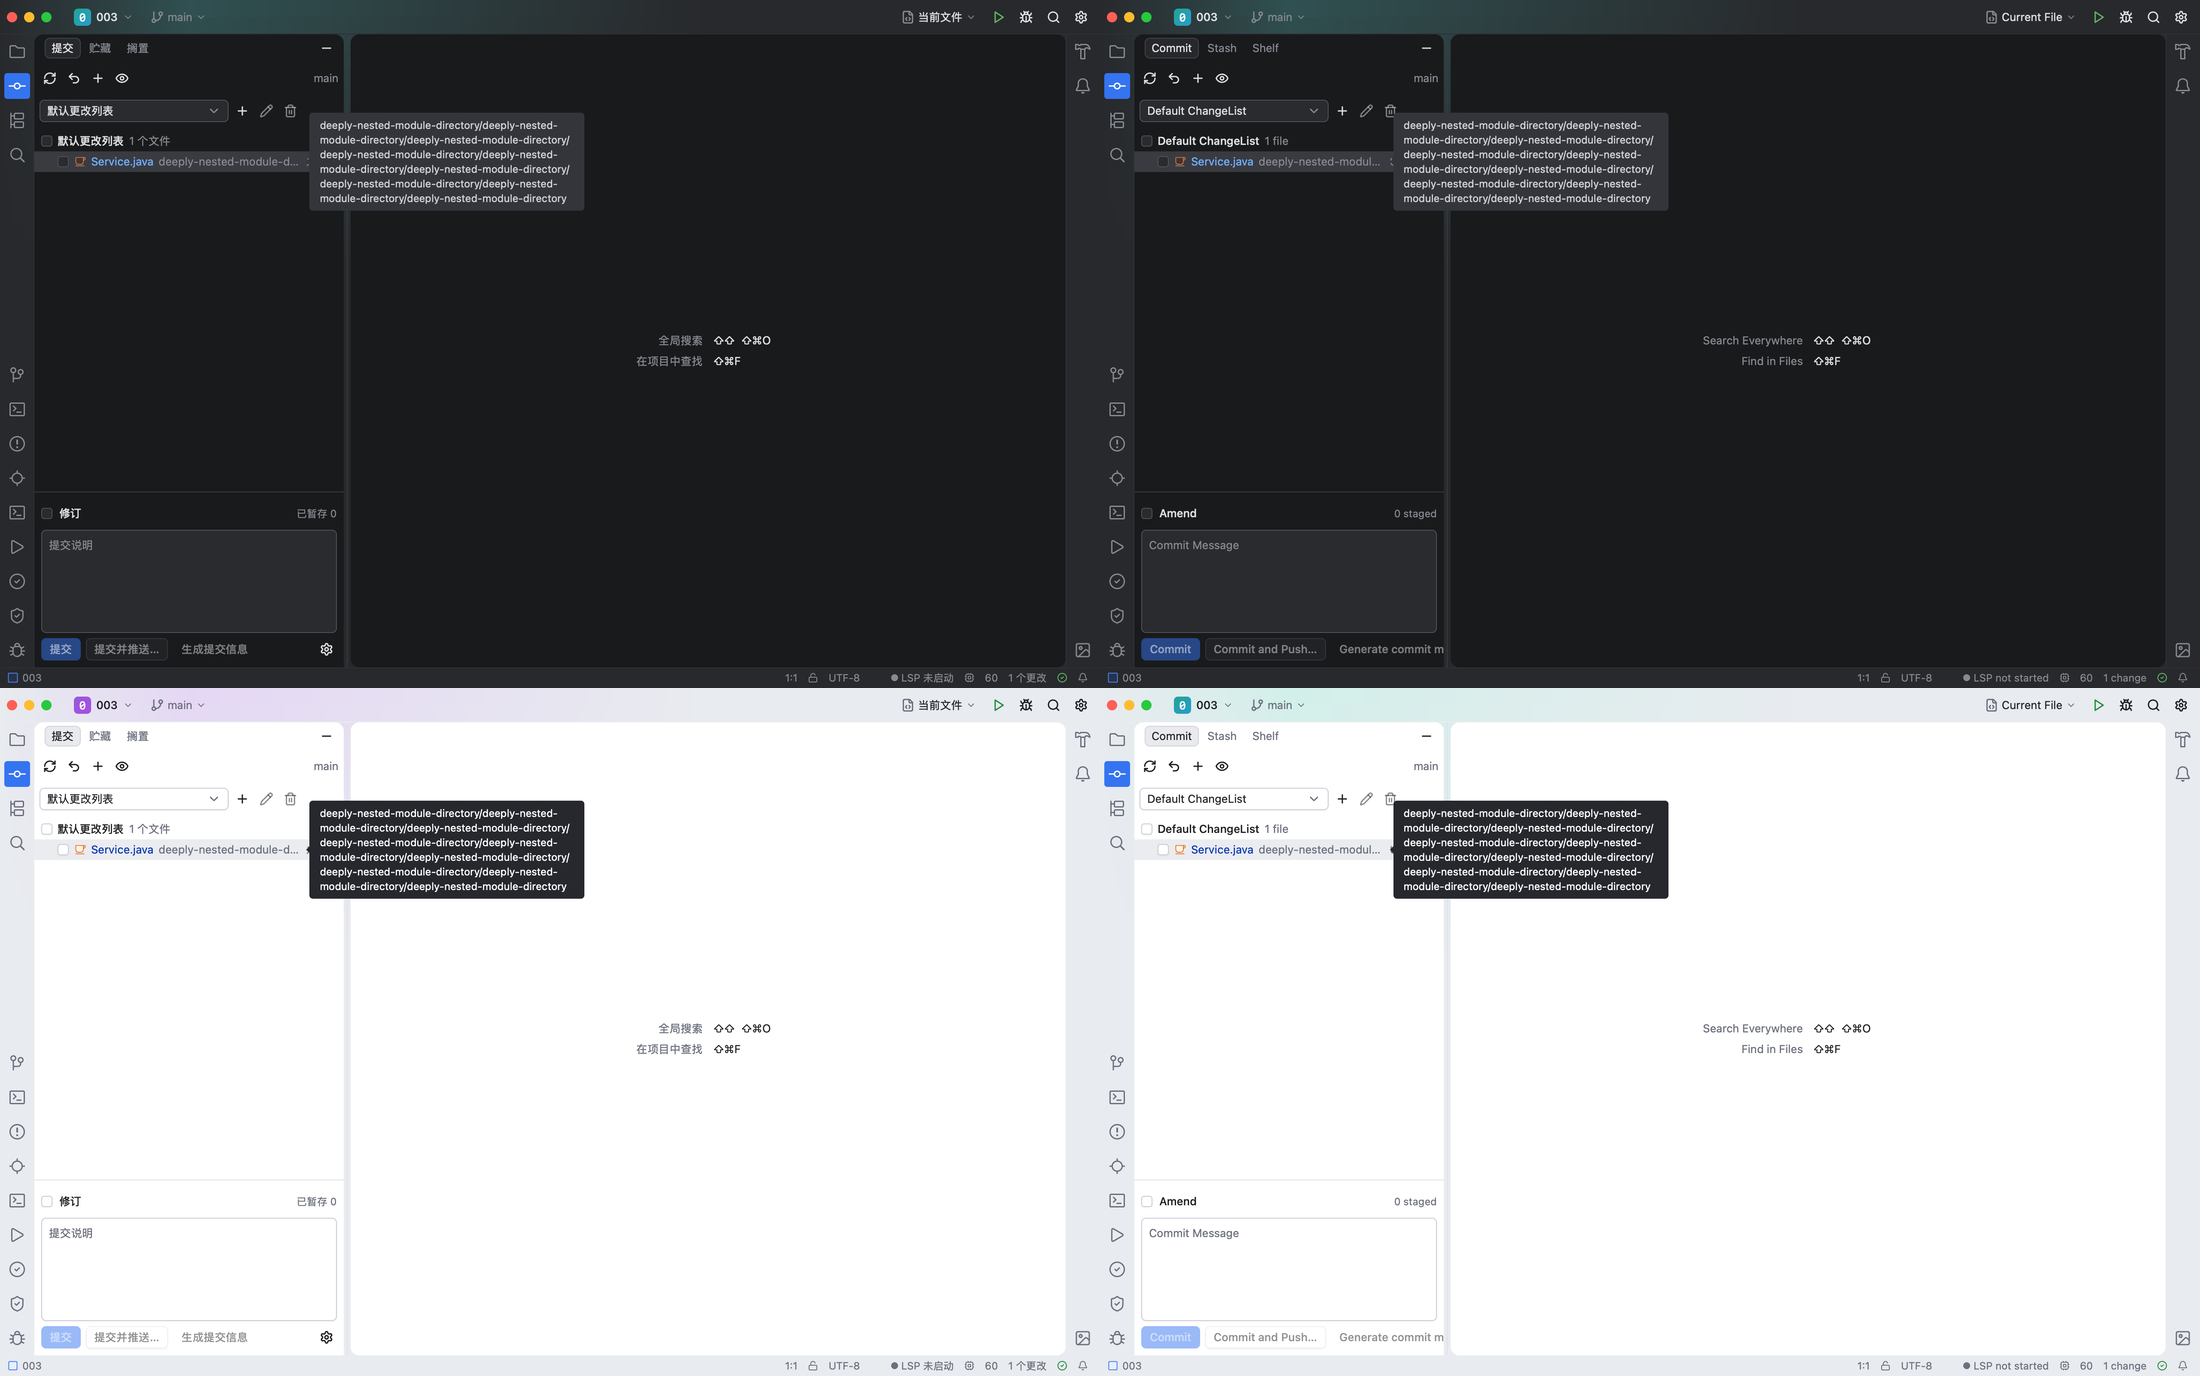 0 003 main 当前文件
提交 贮藏 搁置
main
默认更改列表
默认更改列表 1 个文件
Service.java deeply-nested-module-d...
deeply-nested-module-directory/deeply-nested-
module-directory/deeply-nested-module-directory/
deeply-nested-module-directory/deeply-nested-
module-directory/deeply-nested-module-directory/
deeply-nested-module-directory/deeply-nested-
module-directory/deeply-nested-module-directory
全局搜索 ⇧⇧ ⇧⌘O
在项目中查找 ⇧⌘F
修订 已暂存 0
提交说明
提交 提交并推送... 生成提交信息
003 1:1 UTF-8 LSP 未启动 60 1 个更改
0 003 main Current File
Commit Stash Shelf
main
Default ChangeList
Default ChangeList 1 file
Service.java deeply-nested-modul...
deeply-nested-module-directory/deeply-nested-
module-directory/deeply-nested-module-directory/
deeply-nested-module-directory/deeply-nested-
module-directory/deeply-nested-module-directory/
deeply-nested-module-directory/deeply-nested-
module-directory/deeply-nested-module-directory
Search Everywhere ⇧⇧ ⇧⌘O
Find in Files ⇧⌘F
Amend 0 staged
Commit Message
Commit Commit and Push... Generate commit m
003 1:1 UTF-8 LSP not started 60 1 change
0 003 main 当前文件
提交 贮藏 搁置
main
默认更改列表
默认更改列表 1 个文件
Service.java deeply-nested-module-d...
deeply-nested-module-directory/deeply-nested-
module-directory/deeply-nested-module-directory/
deeply-nested-module-directory/deeply-nested-
module-directory/deeply-nested-module-directory/
deeply-nested-module-directory/deeply-nested-
module-directory/deeply-nested-module-directory
全局搜索 ⇧⇧ ⇧⌘O
在项目中查找 ⇧⌘F
修订 已暂存 0
提交说明
提交 提交并推送... 生成提交信息
003 1:1 UTF-8 LSP 未启动 60 1 个更改
0 003 main Current File
Commit Stash Shelf
main
Default ChangeList
Default ChangeList 1 file
Service.java deeply-nested-modul...
deeply-nested-module-directory/deeply-nested-
module-directory/deeply-nested-module-directory/
deeply-nested-module-directory/deeply-nested-
module-directory/deeply-nested-module-directory/
deeply-nested-module-directory/deeply-nested-
module-directory/deeply-nested-module-directory
Search Everywhere ⇧⇧ ⇧⌘O
Find in Files ⇧⌘F
Amend 0 staged
Commit Message
Commit Commit and Push... Generate commit m
003 1:1 UTF-8 LSP not started 60 1 change